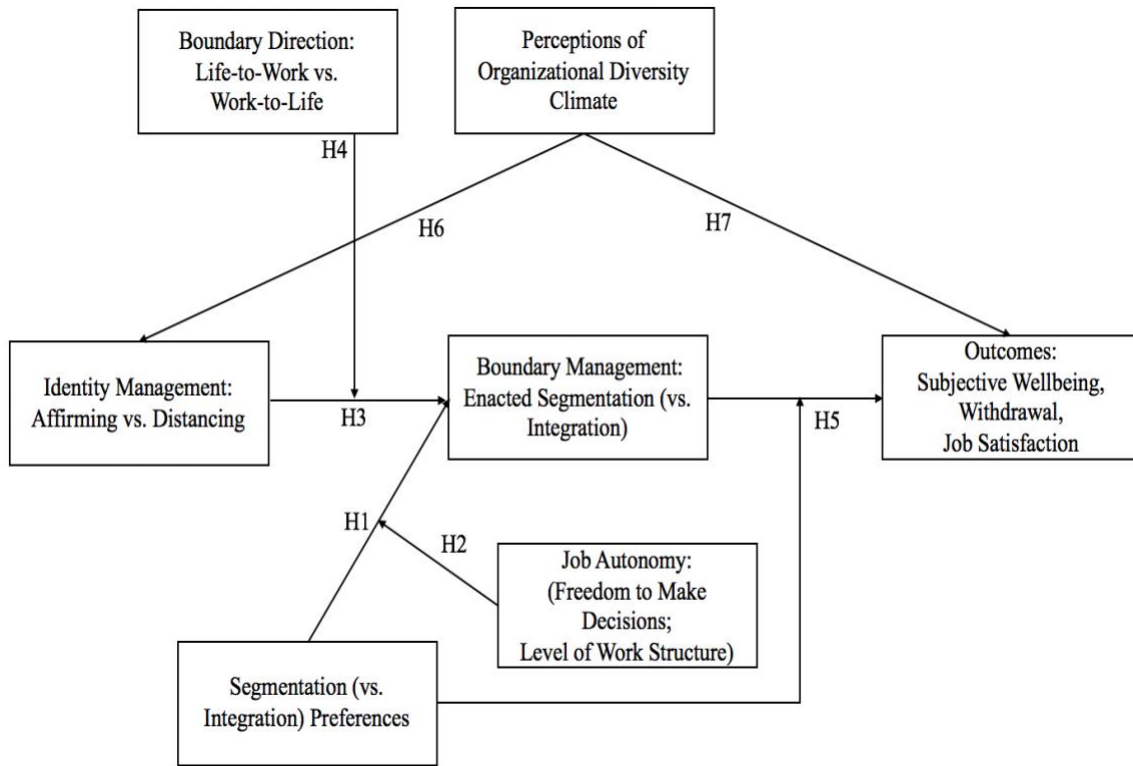 Boundary Direction:
Life-to-Work vs.
Work-to-Life
Perceptions of
Organizational Diversity
Climate
H4
H6
H7
Identity Management:
Affirming vs. Distancing
H3
Boundary Management:
Enacted Segmentation (vs.
Integration)
H5
Outcomes:
Subjective Wellbeing,
Withdrawal,
Job Satisfaction
H1
H2
Job Autonomy:
(Freedom to Make
Decisions;
Level of Work Structure)
Segmentation (vs.
Integration) Preferences